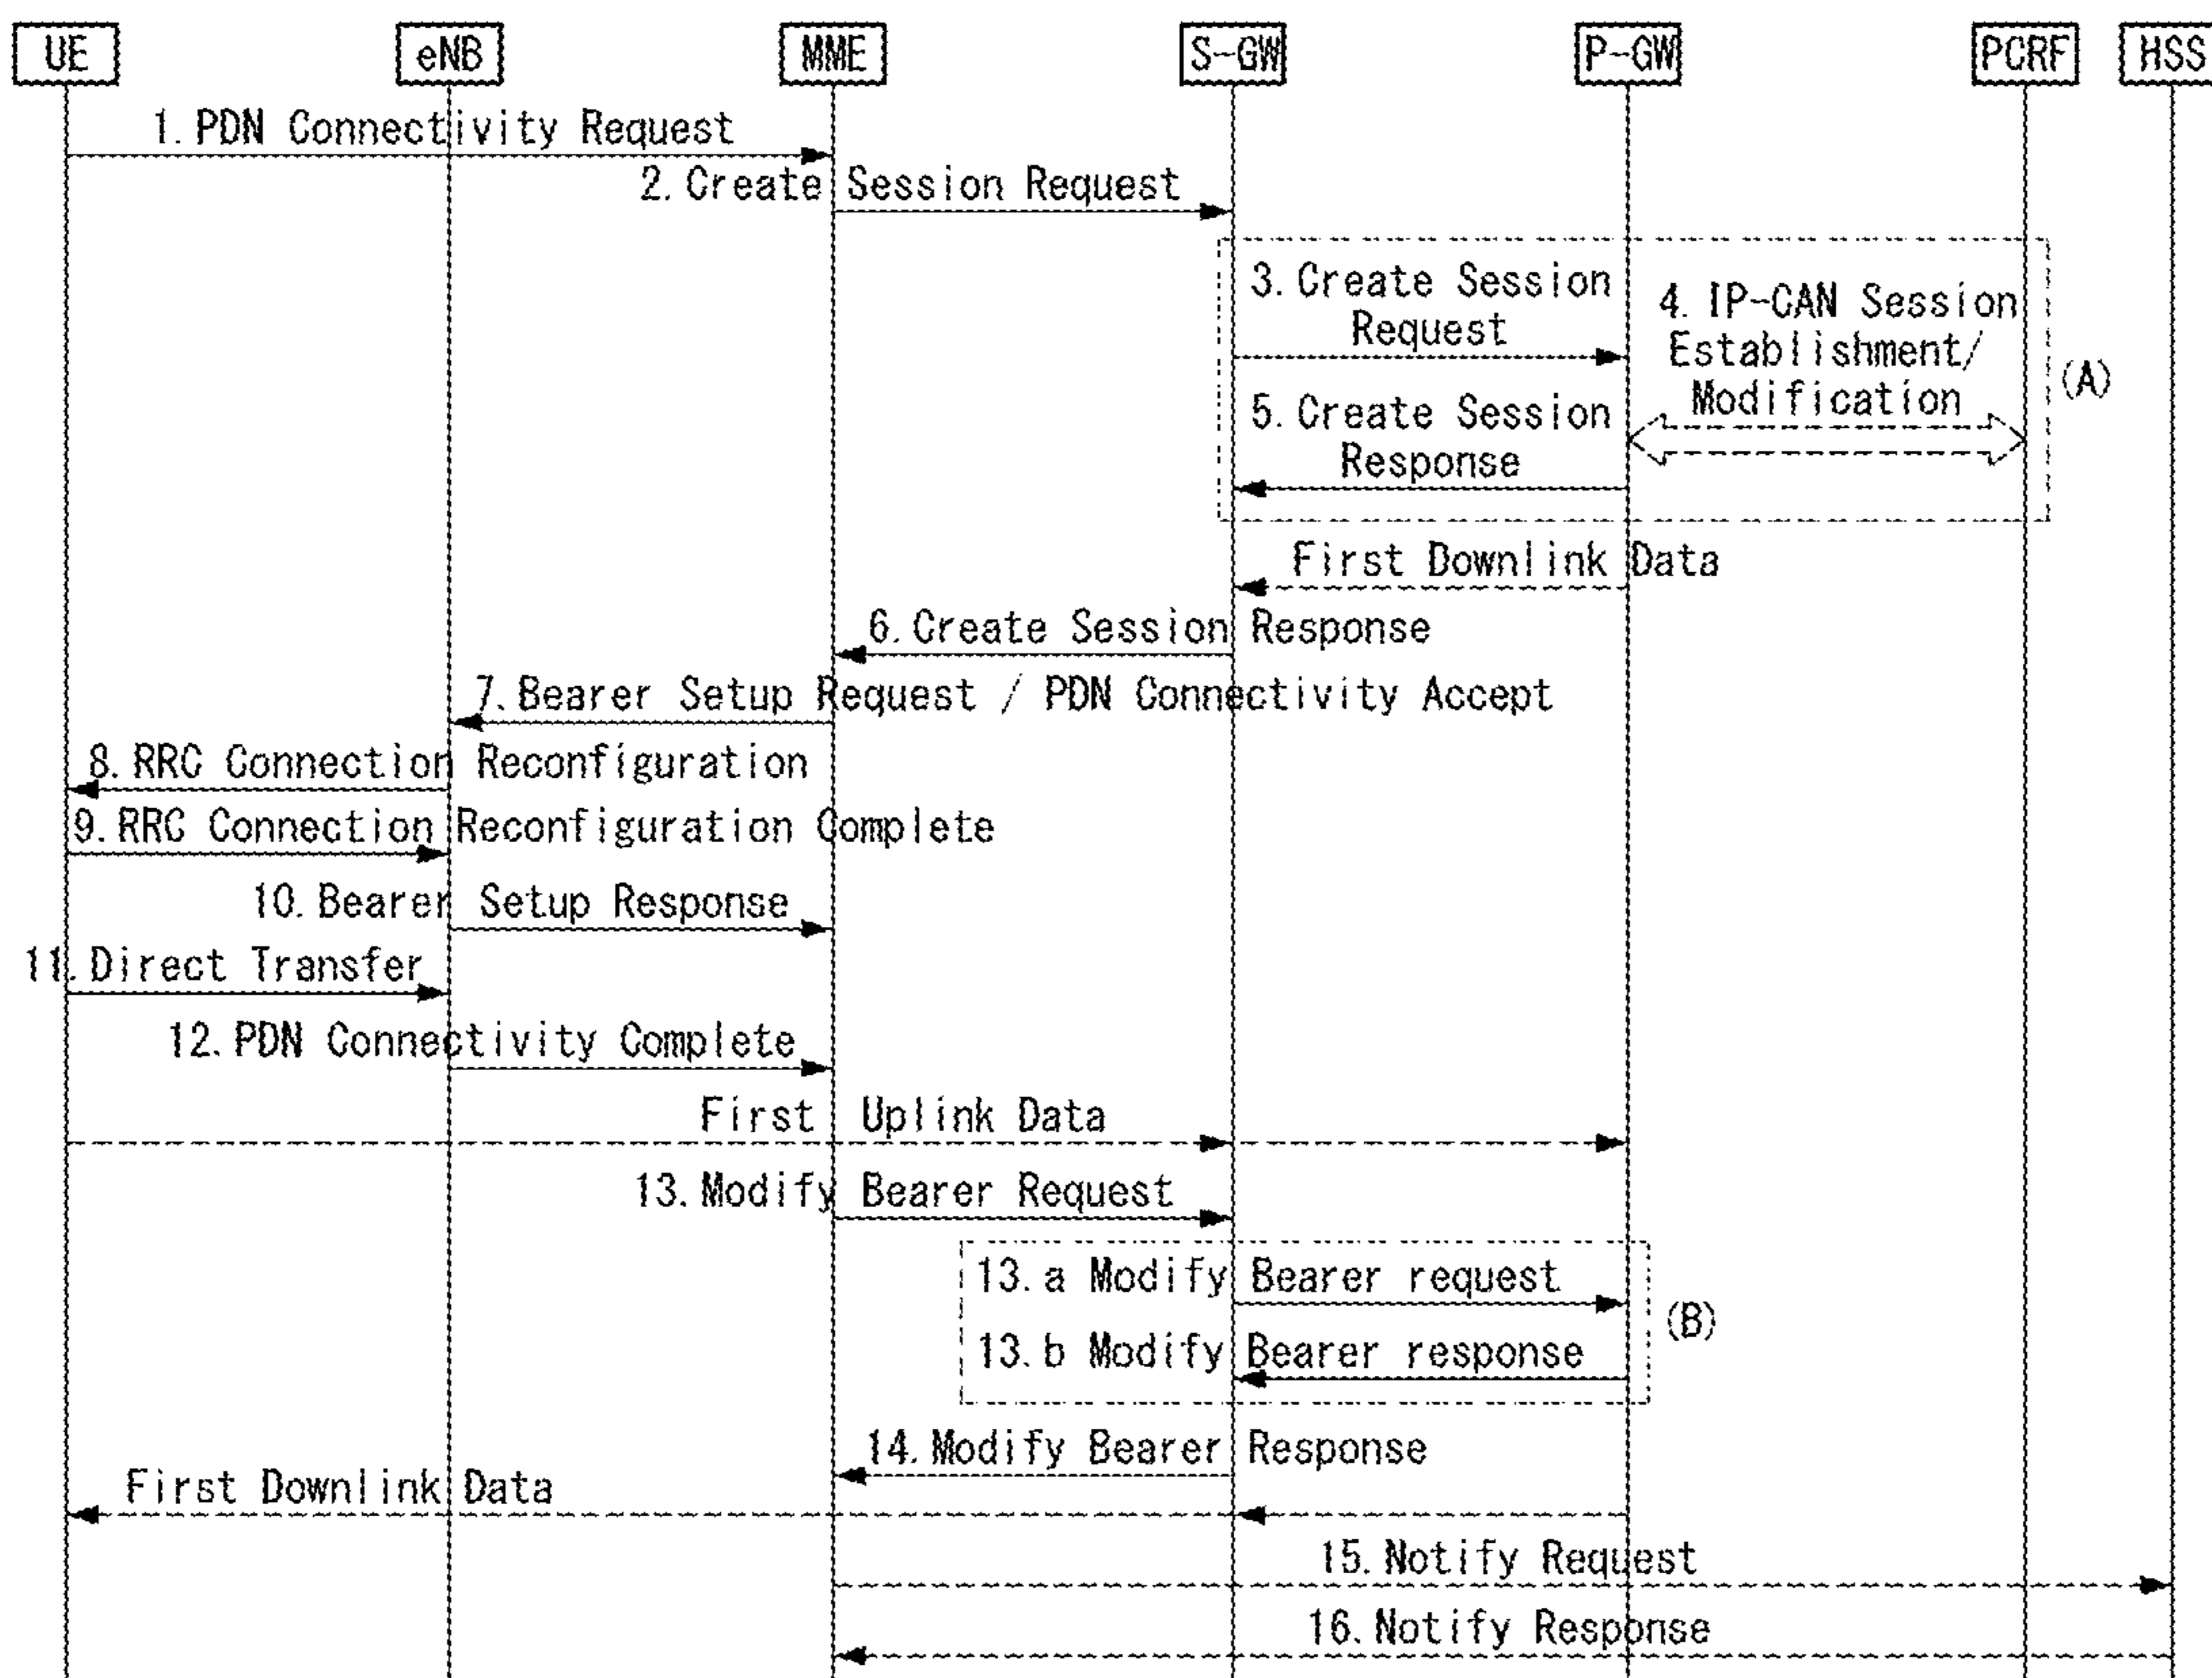 UE eNB MME S-GW P-GW PCRF HSS
1.PDN Connectivity Request
2.Create Session Request
3.Create Session
Request
4.IP-CAN Session
Establishment/
Modification
(A)
5.Create Session
Response
First Downlink Data
6.Create Session Response
7.Bearer Setup Request / PDN Connectivity Accept
8.RRC Connection Reconfiguration
9.RRC Connection Reconfiguration Complete
10.Bearer Setup Response
11.Direct Transfer
12.PDN Connectivity Complete
First Uplink Data
13.Modify Bearer Request
13.a Modify Bearer request
(B)
13.b Modify Bearer response
14.Modify Bearer Response
First Downlink Data
15.Notify Request
16.Notify Response